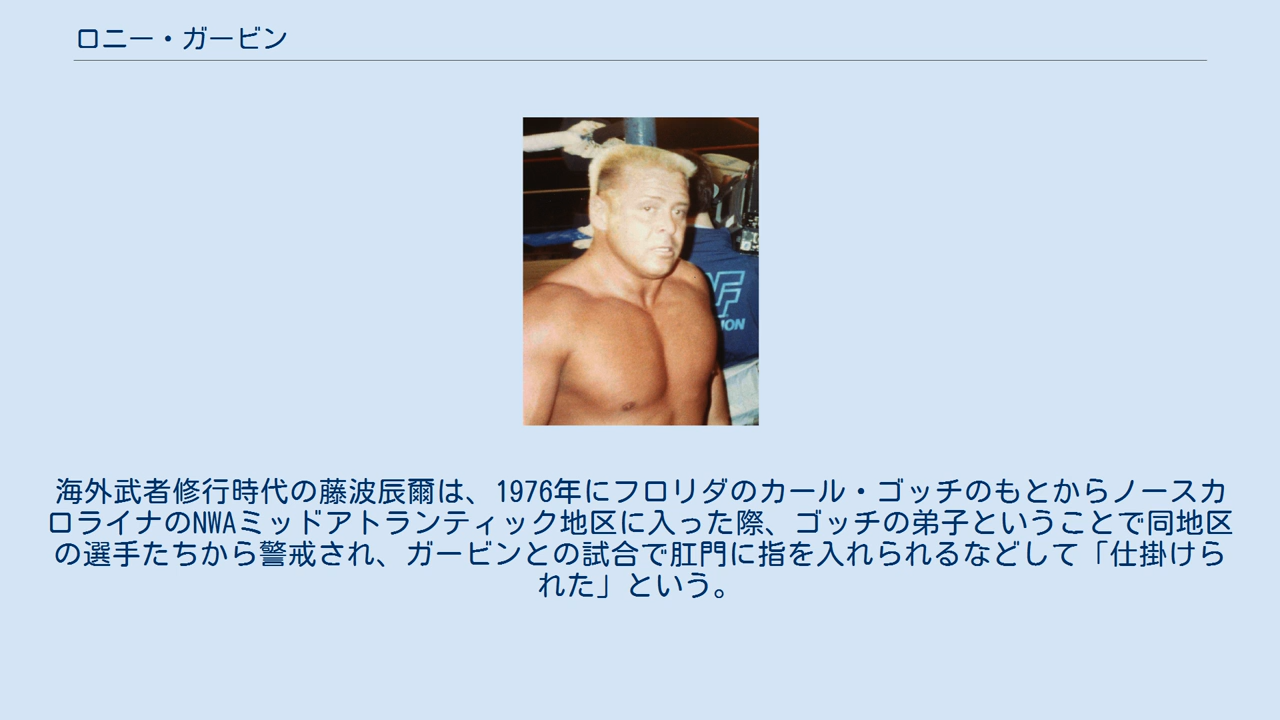 ロニー・ガービン
F
ION
海外武者修行時代の藤波辰爾は、1976年にフロリダのカール・ゴッチのもとからノースカ
ロライナのNWAミッドアトランティック地区に入った際、ゴッチの弟子ということで同地区
の選手たちから警戒され、ガービンとの試合で肛門に指を入れられるなどして「仕掛けら
れた」という。